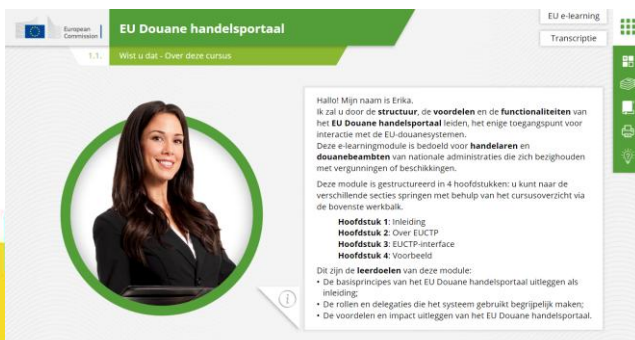 European
Commission
EU Douane handelsportaal
EU e-learning
Transcriptie
1.1. Wist u dat - Over deze cursus
Hallo! Mijn naam is Erika.
Ik zal u door de structuur, de voordelen en de functionaliteiten van
het EU Douane handelsportaal leiden, het enige toegangspunt voor
interactie met de EU-douanesystemen.
Deze e-learningmodule is bedoeld voor handelaren en
douanebeambten van nationale administraties die zich bezighouden
met vergunningen of beschikkingen.
Deze module is gestructureerd in 4 hoofdstukken: u kunt naar de
verschillende secties springen met behulp van het cursusoverzicht via
de bovenste werkbalk.
Hoofdstuk 1: Inleiding
Hoofdstuk 2: Over EUCTP
Hoofdstuk 3: EUCTP-interface
Hoofdstuk 4: Voorbeeld
Dit zijn de leerdoelen van deze module:
• De basisprincipes van het EU Douane handelsportaal uitleggen als
inleiding;
• De rollen en delegaties die het systeem gebruikt begrijpelijk maken;
• De voordelen en impact uitleggen van het EU Douane handelsportaal.